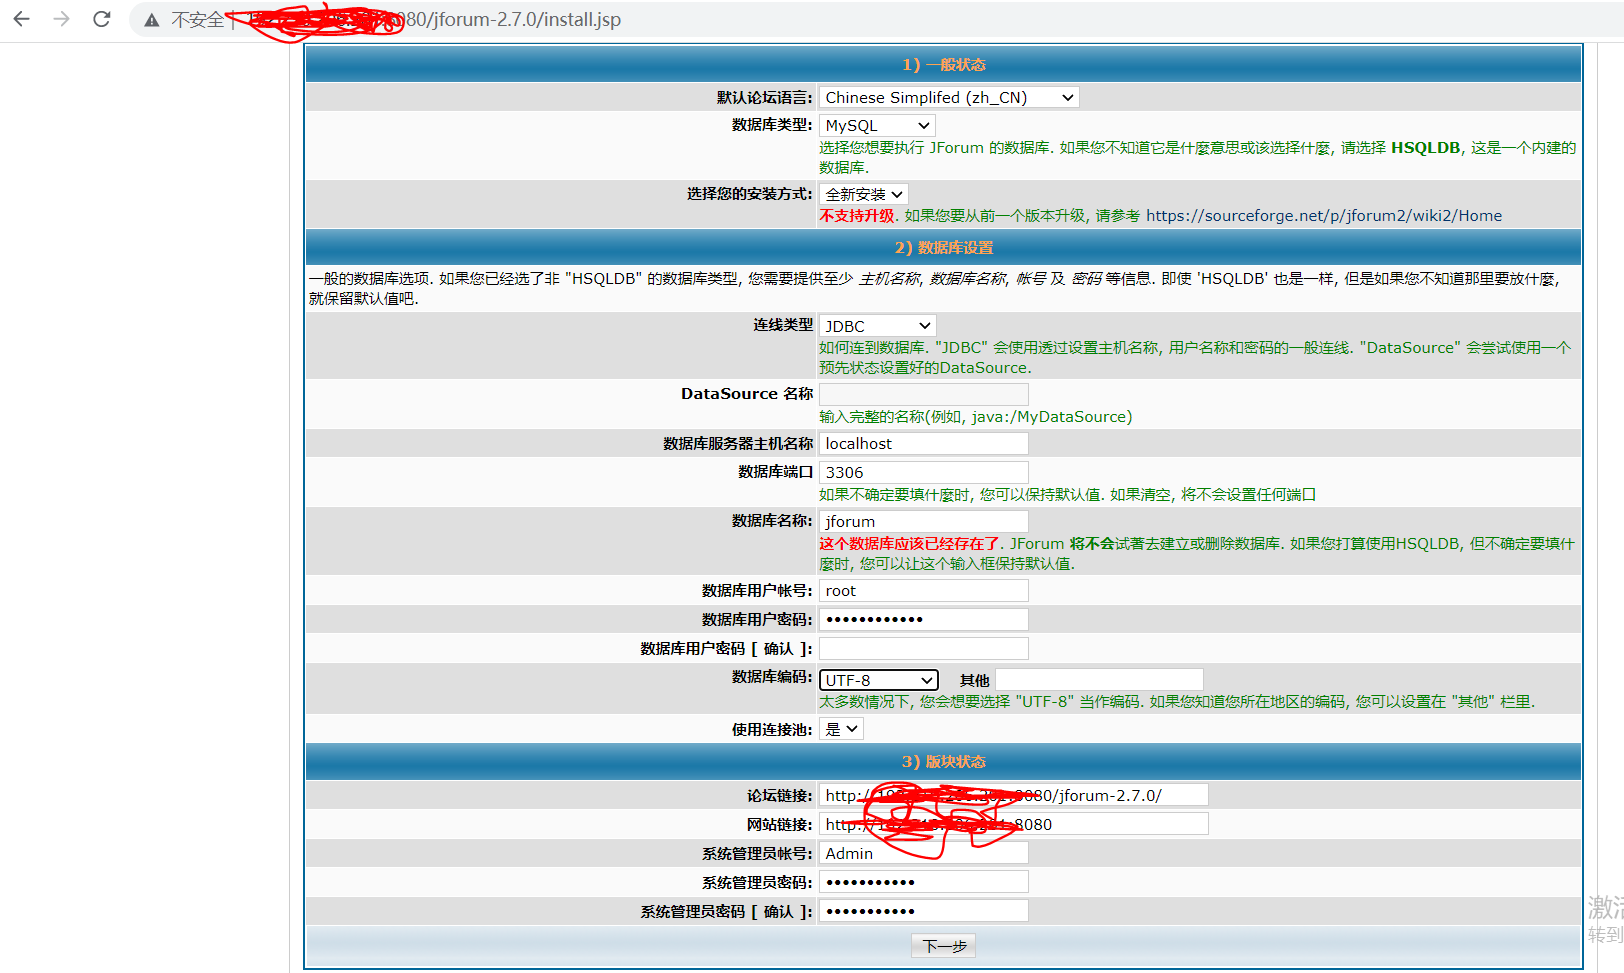 不安全 | 080/jforum-2.7.0/install.jsp
1) 一般状态
默认论坛语言: Chinese Simplifed (zh_CN)
数据库类型: MySQL
选择您想要执行 JForum 的数据库. 如果您不知道它是什麽意思或该选择什麽, 请选择 HSQLDB, 这是一个内建的
数据库.
选择您的安装方式: 全新安装
不支持升级. 如果您要从前一个版本升级, 请参考 https://sourceforge.net/p/jforum2/wiki2/Home
2) 数据库设置
一般的数据库选项. 如果您已经选了非 "HSQLDB" 的数据库类型, 您需要提供至少 主机名称, 数据库名称, 帐号 及 密码 等信息. 即使 'HSQLDB' 也是一样, 但是如果您不知道那里要放什麽,
就保留默认值吧.
连线类型 JDBC
如何连到数据库. "JDBC" 会使用透过设置主机名称, 用户名称和密码的一般连线. "DataSource" 会尝试使用一个
预先状态设置好的DataSource.
DataSource 名称
输入完整的名称(例如, java:/MyDataSource)
数据库服务器主机名称 localhost
数据库端口 3306
如果不确定要填什麽时, 您可以保持默认值. 如果清空, 将不会设置任何端口
数据库名称: jforum
这个数据库应该已经存在了. JForum 将不会试著去建立或删除数据库. 如果您打算使用HSQLDB, 但不确定要填什
麽时, 您可以让这个输入框保持默认值.
数据库用户帐号: root
数据库用户密码: ••••••••••••
数据库用户密码 [ 确认 ]:
数据库编码: UTF-8 其他
太多数情况下, 您会想要选择 "UTF-8" 当作编码. 如果您知道您所在地区的编码, 您可以设置在 "其他" 栏里.
使用连接池: 是
3) 版块状态
论坛链接: http:// 8080/jforum-2.7.0/
网站链接: http:// :8080
系统管理员帐号: Admin
系统管理员密码: •••••••••••
系统管理员密码 [ 确认 ]: •••••••••••
激活
转到
下一步